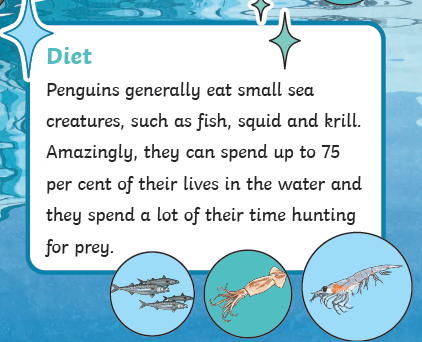 Diet
Penguins generally eat small sea
creatures, such as fish, squid and krill.
Amazingly, they can spend up to 75
per cent of their lives in the water and
they spend a lot of their time hunting
for prey.